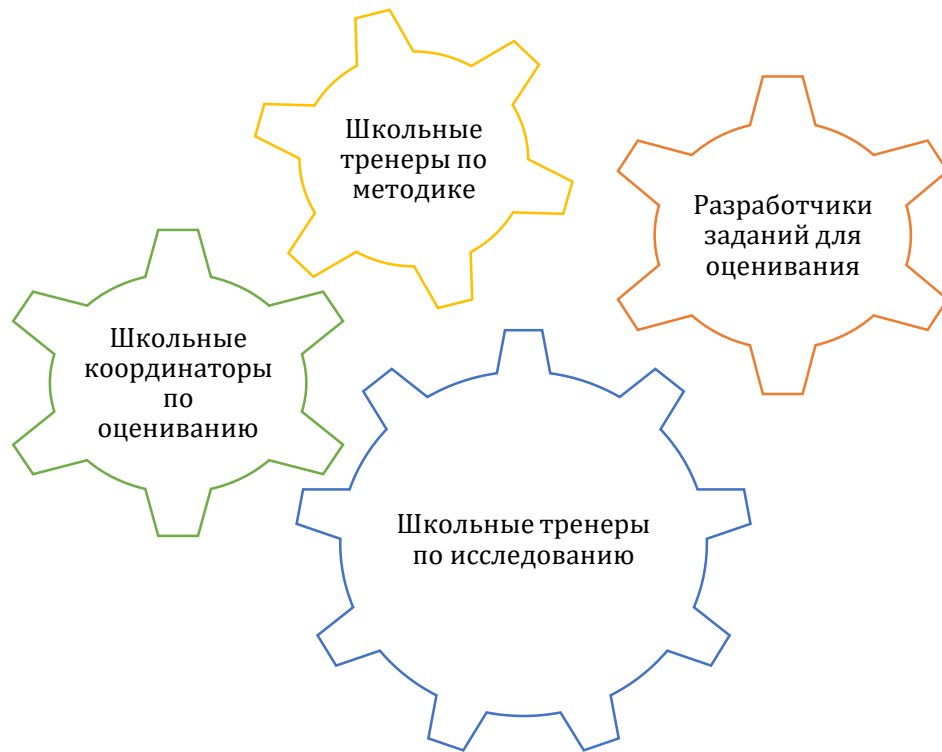 Школьные
тренеры по
методике
Разработчики
заданий для
оценивания
Школьные
координаторы
по
оцениванию
Школьные тренеры
по исследованию